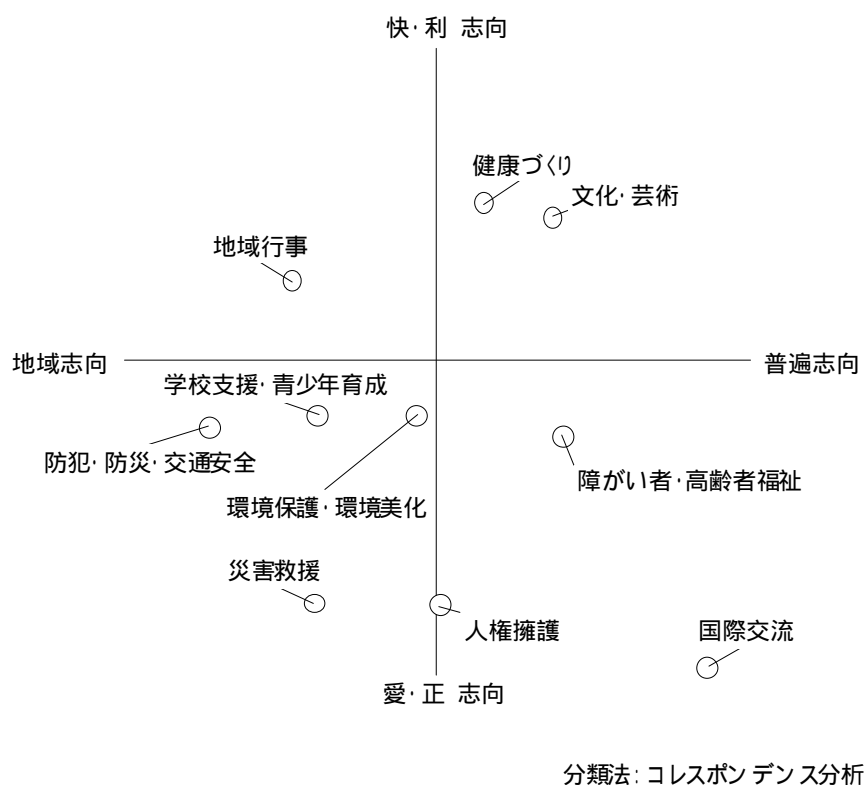 快・利 志向
健康づくり
文化・芸術
地域行事
地域志向
普遍志向
学校支援・青少年育成
防犯・防災・交通安全
障がい者・高齢者福祉
環境保護・環境美化
災害救援
人権擁護
国際交流
愛・正 志向
分類法:コレスポンデンス分析